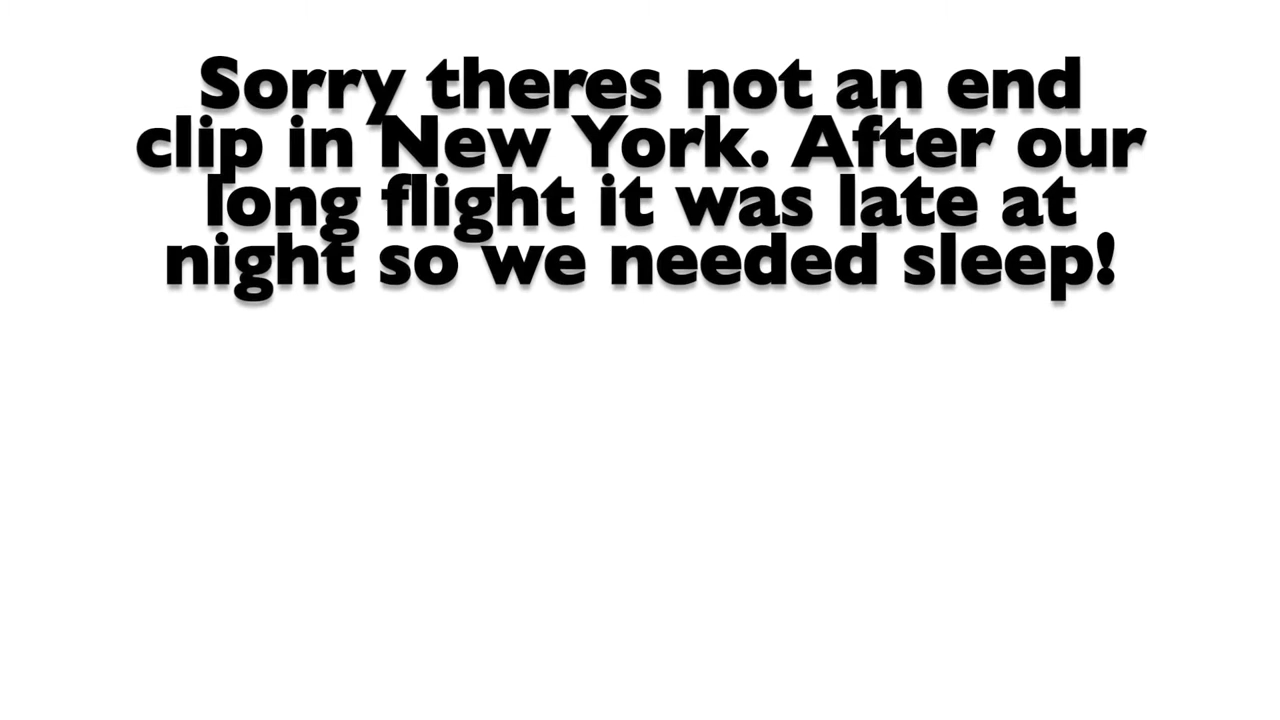 Sorry theres not an end
clip in New York. After our
long flight it was late at
night so we needed sleep!